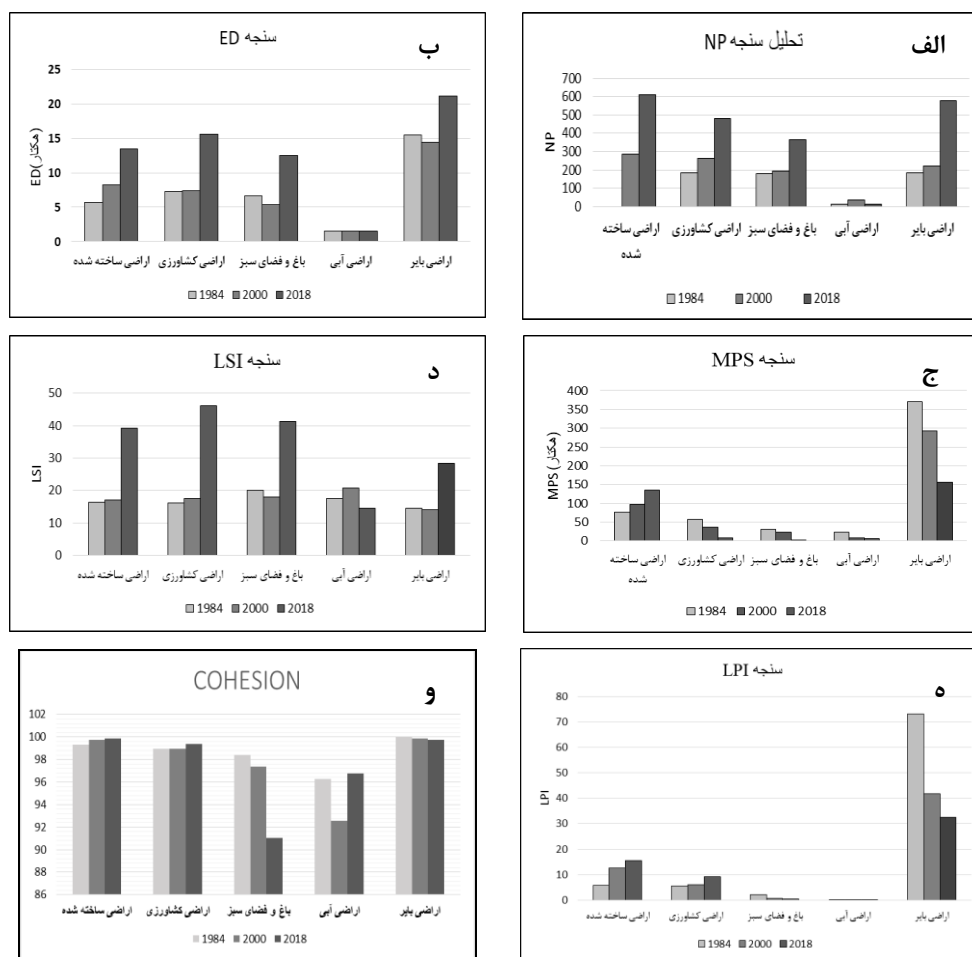 الف
تحلیل سنجه NP
700
600
500
400
300
200
100
0
NP
اراضی ساخته شده
اراضی کشاورزی
باغ و فضای سبز
اراضی آبی
اراضی بایر
1984 2000 2018
ب
سنجه ED
25
20
15
10
5
0
ED(هکتار)
اراضی ساخته شده
اراضی کشاورزی
باغ و فضای سبز
اراضی آبی
اراضی بایر
1984 2000 2018
ج
سنجه MPS
400
350
300
250
200
150
100
50
0
MPS (هکتار)
اراضی ساخته
شده
اراضی کشاورزی
باغ و فضای سبز
اراضی آبی
اراضی بایر
1984 2000 2018
د
سنجه LSI
60
50
40
30
20
10
0
LSI
اراضی ساخته شده
اراضی کشاورزی
باغ و فضای سبز
اراضی آبی
اراضی بایر
1984 2000 2018
ه
سنجه LPI
80
70
60
50
40
30
20
10
0
LPI
اراضی ساخته
شده
اراضی کشاورزی
باغ و فضای سبز
اراضی آبی
اراضی بایر
1984 2000 2018
و
COHESION
102
100
98
96
94
92
90
88
86
اراضی ساخته شده
اراضی کشاورزی
باغ و فضای سبز
اراضی آبی
اراضی بایر
1984 2000 2018